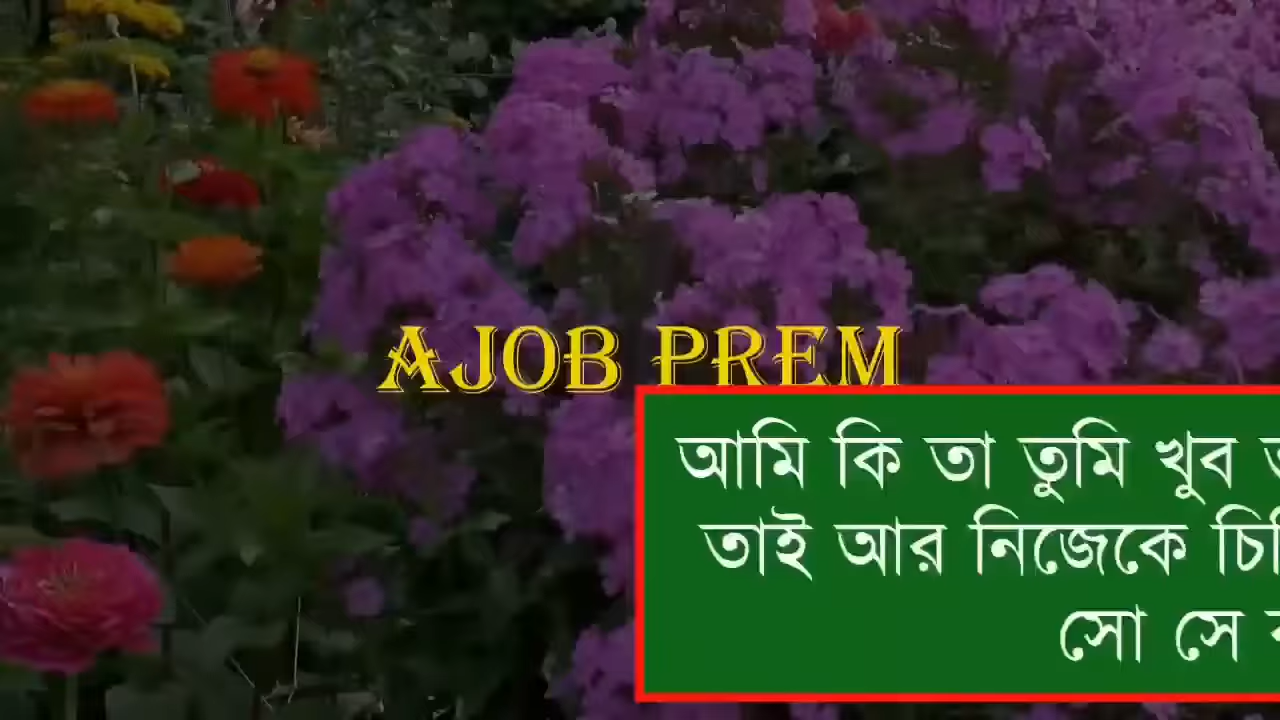 AJOB PREM
আমি কি তা তুমি খুব
তাই আর নিজেকে
সো সে